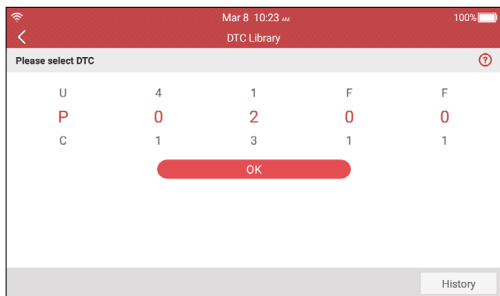 Mar 8 10:23 AM 100%
DTC Library
Please select DTC
U 4 1 F F
P 0 2 0 0
C 1 3 1 1
OK
History